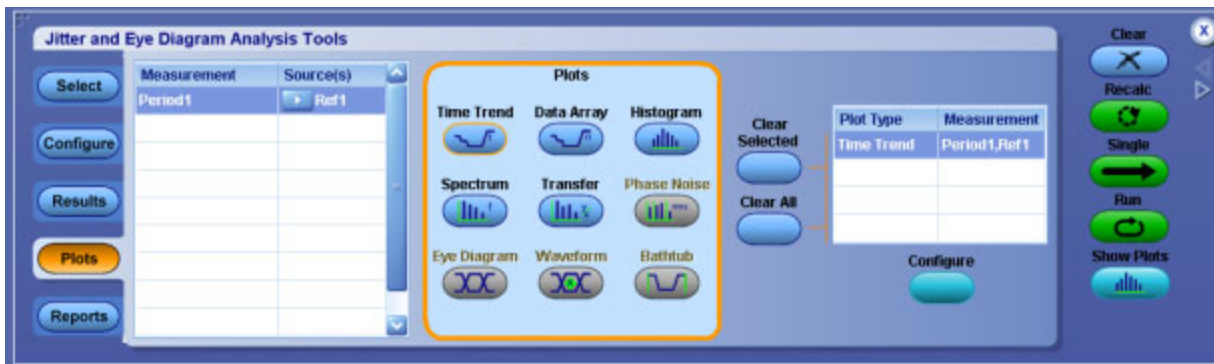 Jitter and Eye Diagram Analysis Tools
Select
Configure
Results
Plots
Reports
Measurement Source(s)
Period1 Ref1
Plots
Time Trend Data Array Histogram
Spectrum Transfer Phase Noise
Eye Diagram Waveform Bathtub
Clear Selected
Clear All
Plot Type Measurement
Time Trend Period1,Ref1
Configure
Clear
X
Recalc
Single
Run
Show Plots